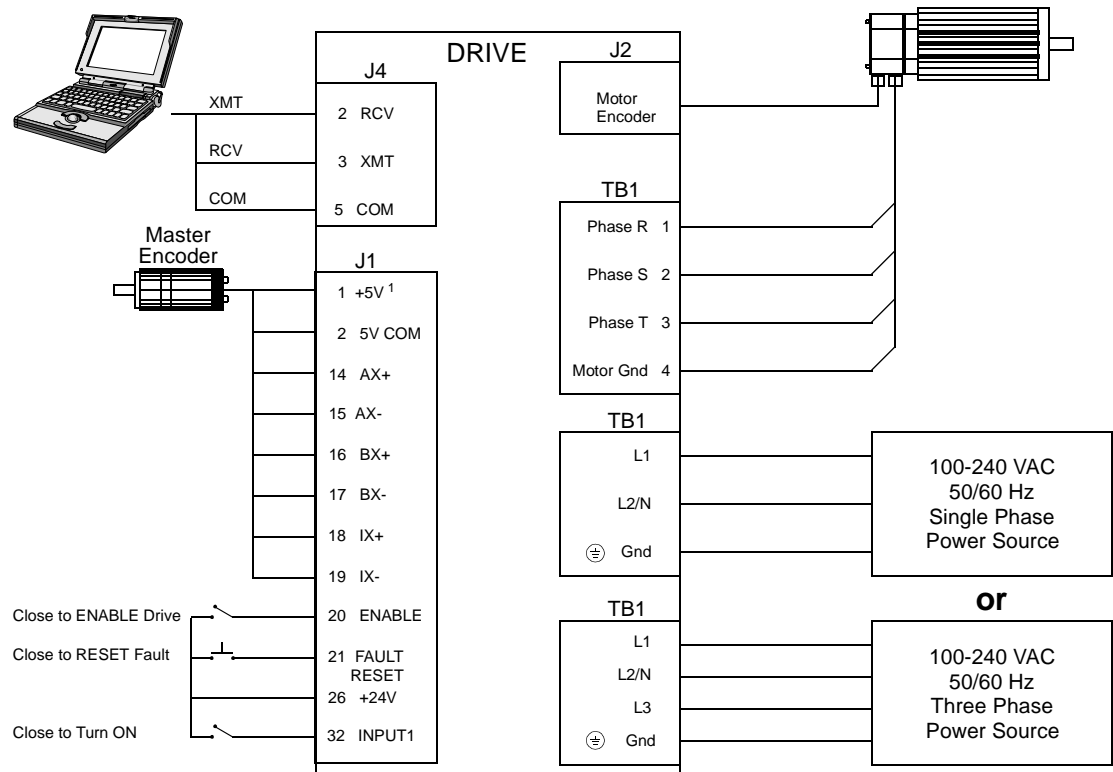 DRIVE
J4
XMT
2 RCV
RCV
3 XMT
COM
5 COM
Master
Encoder
J1
1 +5V 1
2 5V COM
14 AX+
15 AX-
16 BX+
17 BX-
18 IX+
19 IX-
Close to ENABLE Drive
20 ENABLE
Close to RESET Fault
21 FAULT
RESET
26 +24V
Close to Turn ON
32 INPUT1
J2
Motor
Encoder
TB1
Phase R 1
Phase S 2
Phase T 3
Motor Gnd 4
TB1
L1
L2/N
Gnd
100-240 VAC
50/60 Hz
Single Phase
Power Source
or
TB1
L1
L2/N
L3
Gnd
100-240 VAC
50/60 Hz
Three Phase
Power Source